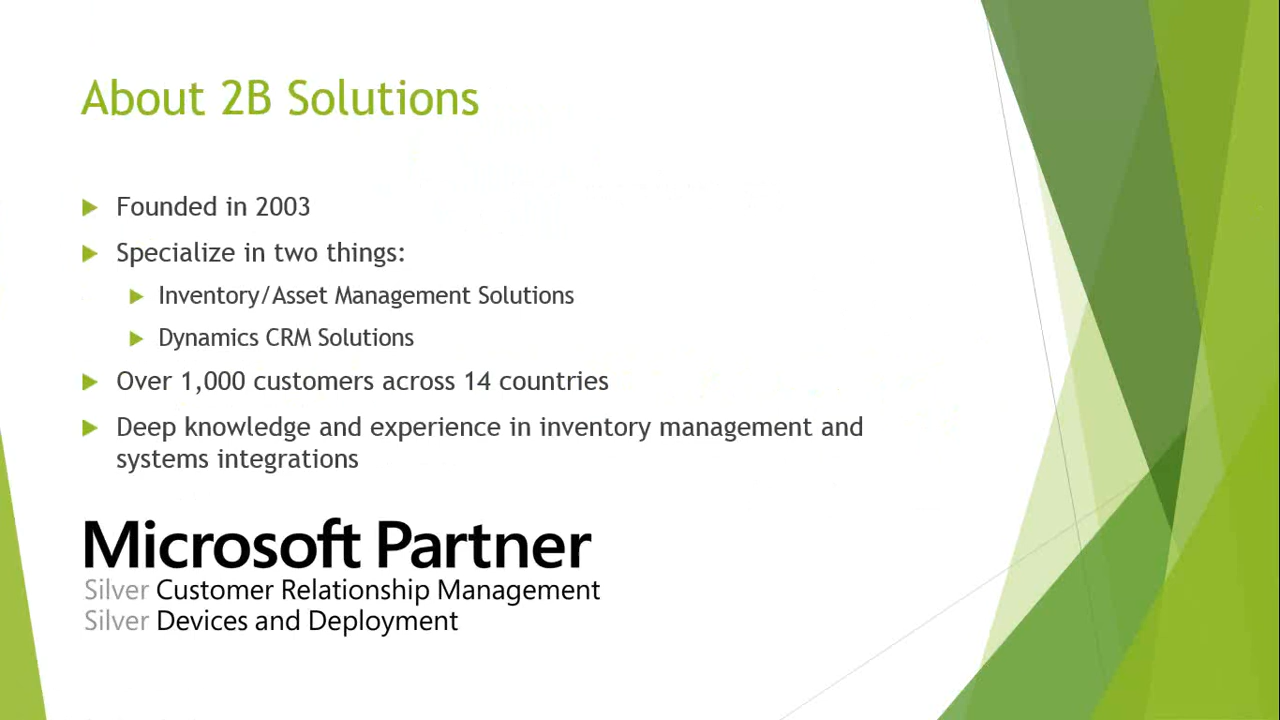 About 2B Solutions
Founded in 2003
Specialize in two things:
Inventory/Asset Management Solutions
Dynamics CRM Solutions
Over 1,000 customers across 14 countries
Deep knowledge and experience in inventory management and
systems integrations
Microsoft Partner
Silver Customer Relationship Management
Silver Devices and Deployment